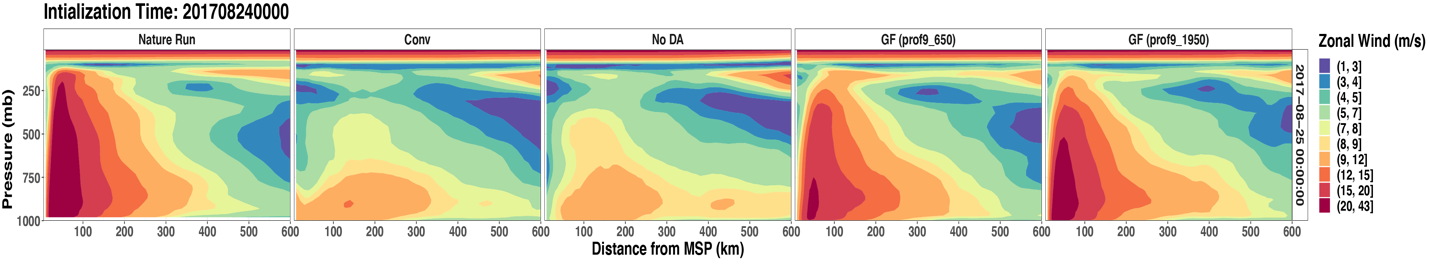 Intialization Time: 201708240000
Nature Run Conv No DA GF (prof9_650) GF (prof9_1950)
Pressure (mb)
250
500
750
1000
2017-08-25 00:00:00
100 200 300 400 500 600 100 200 300 400 500 600 100 200 300 400 500 600 100 200 300 400 500 600 100 200 300 400 500 600
Distance from MSP (km)
Zonal Wind (m/s)
(1, 3]
(3, 4]
(4, 5]
(5, 7]
(7, 8]
(8, 9]
(9, 12]
(12, 15]
(15, 20]
(20, 43]